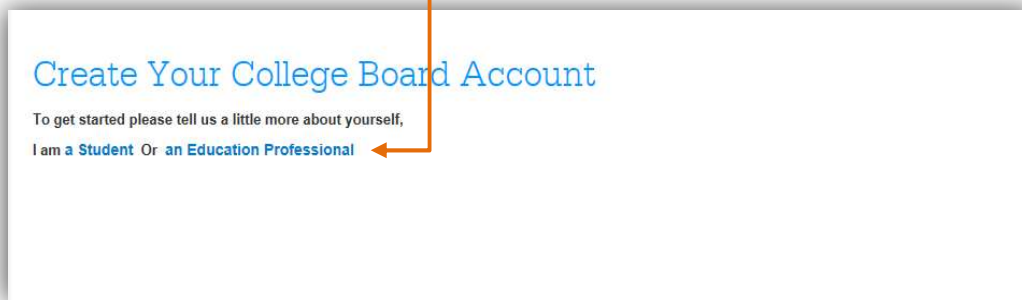 Create Your College Board Account
To get started please tell us a little more about yourself,
I am a Student Or an Education Professional